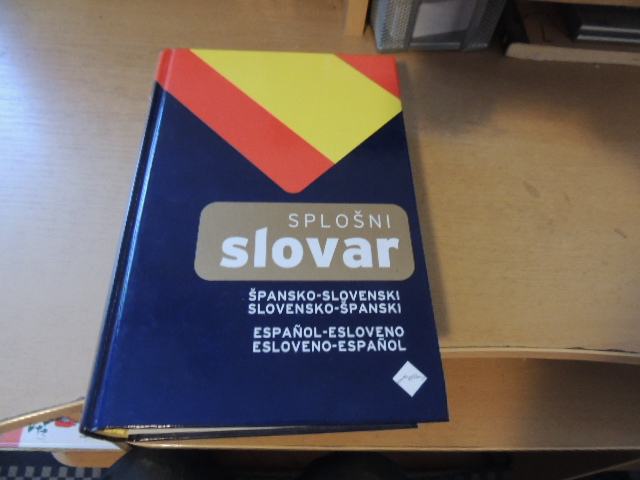 SPLOŠNI
slovar
ŠPANSKO-SLOVENSKI
SLOVENSKO-ŠPANSKI
ESPAÑOL-ESLOVENO
ESLOVENO-ESPAÑOL